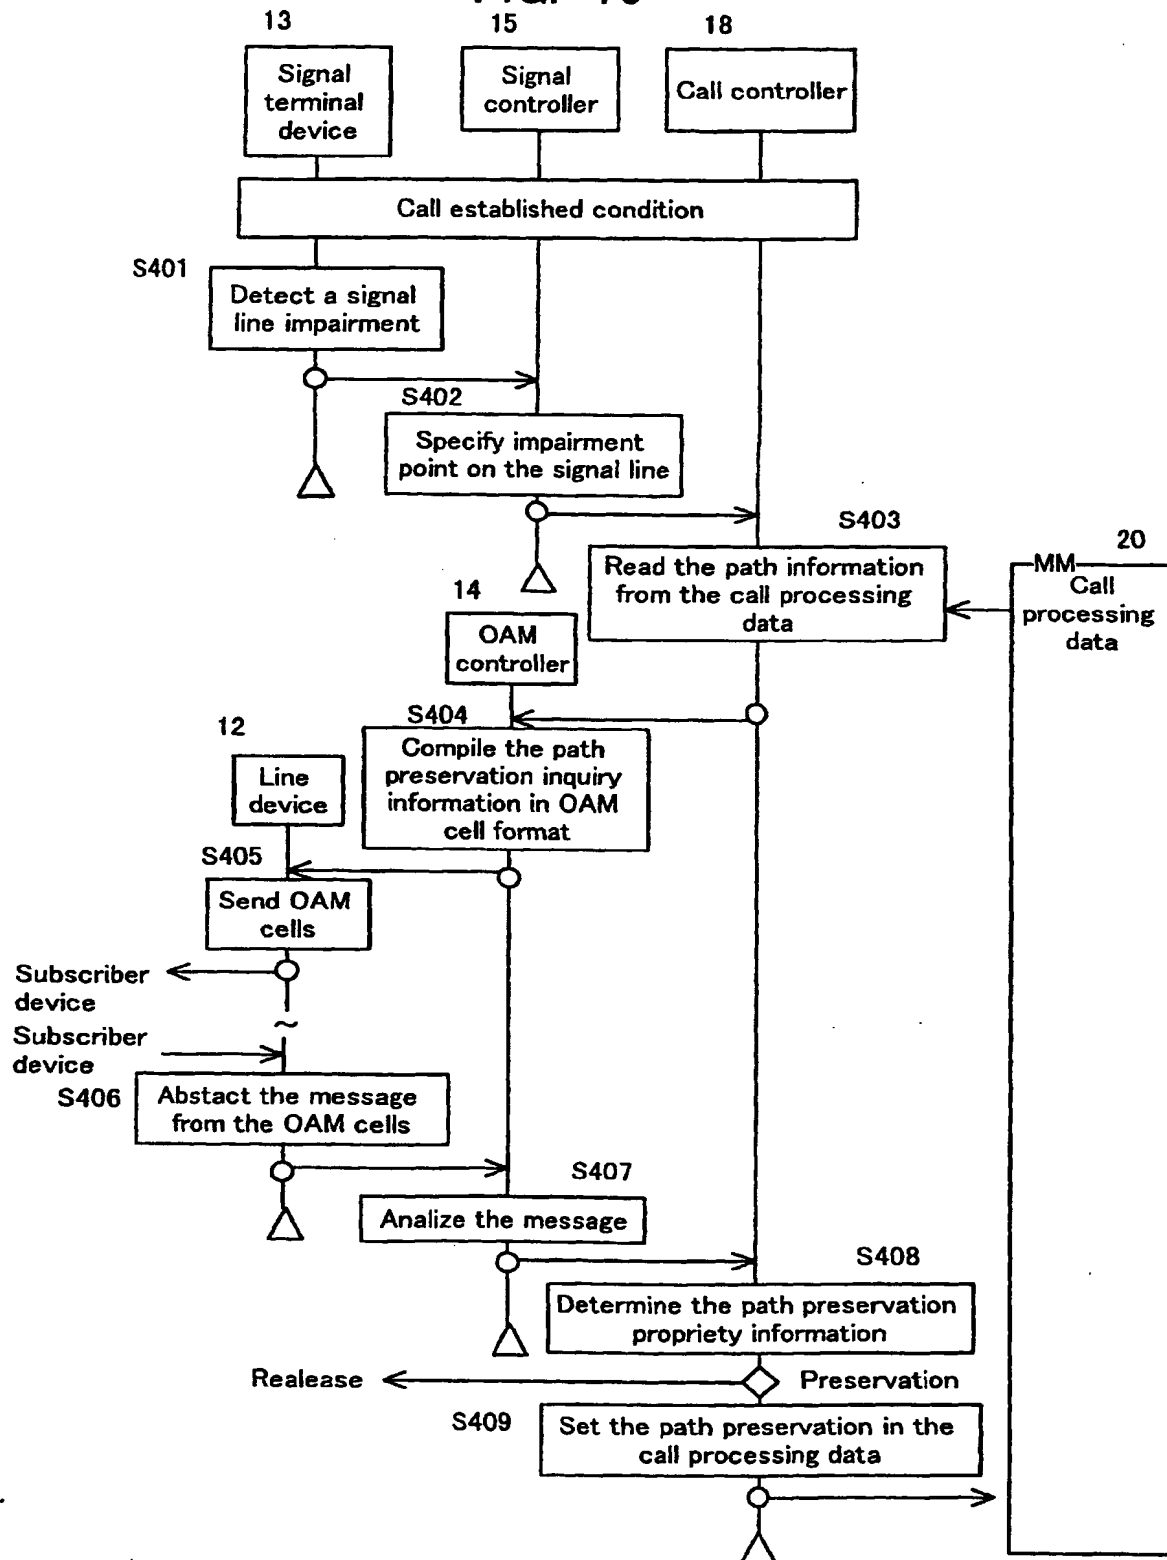 13
15
18
Signal
terminal
device
Signal
controller
Call controller
Call established condition
S401
Detect a signal
line impairment
S402
Specify impairment
point on the signal line
S403
Read the path information
from the call processing
data
20
MM
Call
processing
data
14
OAM
controller
S404
Compile the path
preservation inquiry
information in OAM
cell format
12
Line
device
S405
Send OAM
cells
Subscriber
device
~
Subscriber
device
S406
Abstact the message
from the OAM cells
S407
Analize the message
S408
Determine the path preservation
propriety information
Realease
Preservation
S409
Set the path preservation in the
call processing data